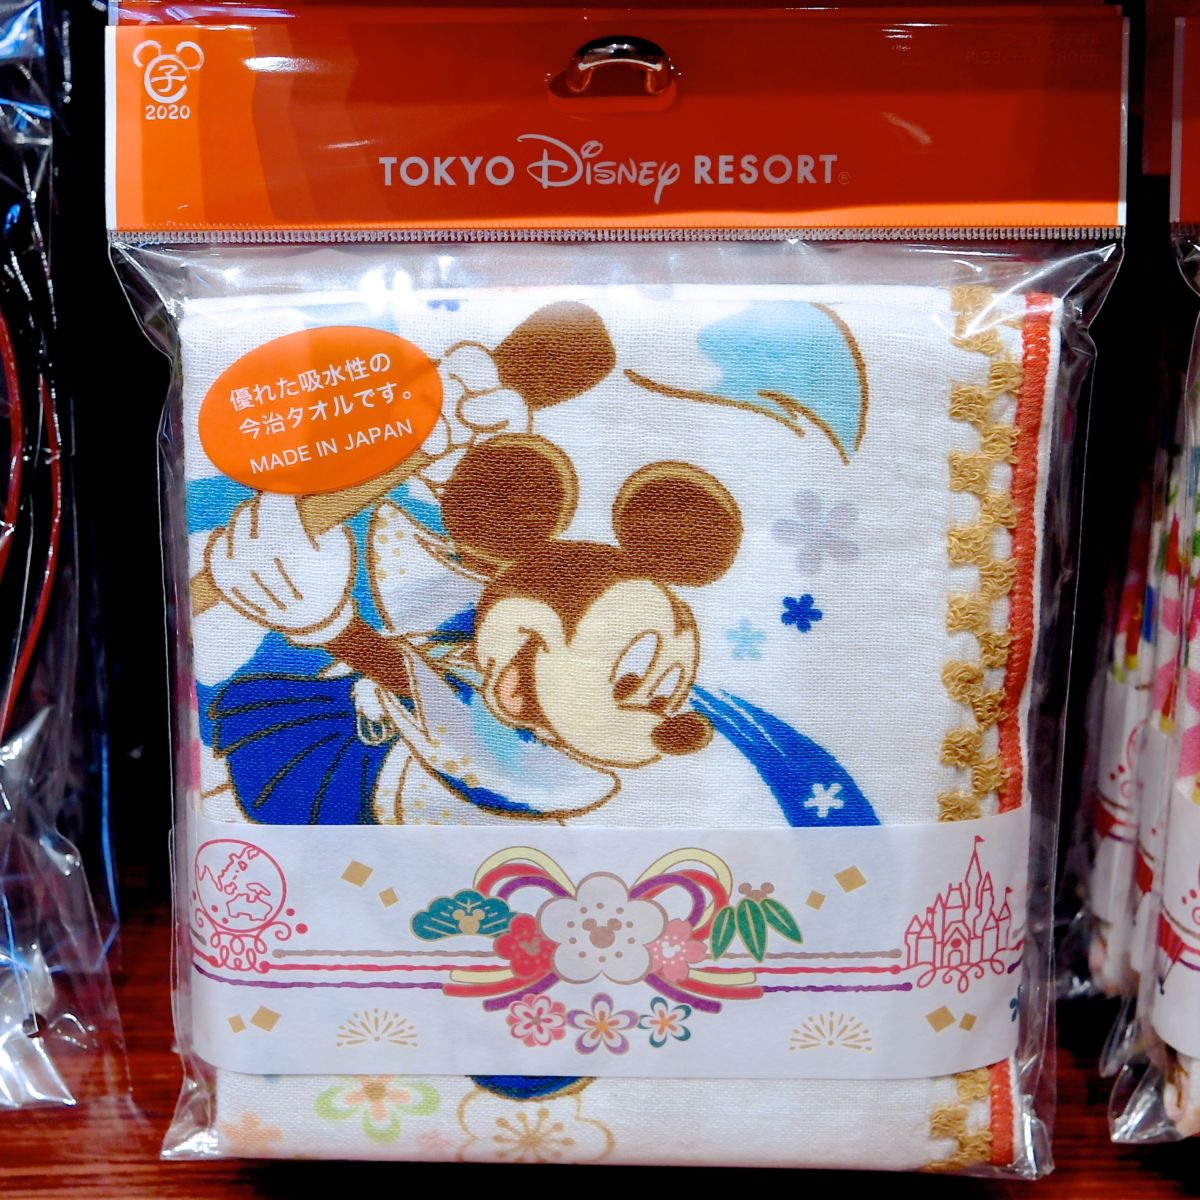 子
2020
TOKYO Disney RESORT®
優れた吸水性の
今治タオルです。
MADE IN JAPAN